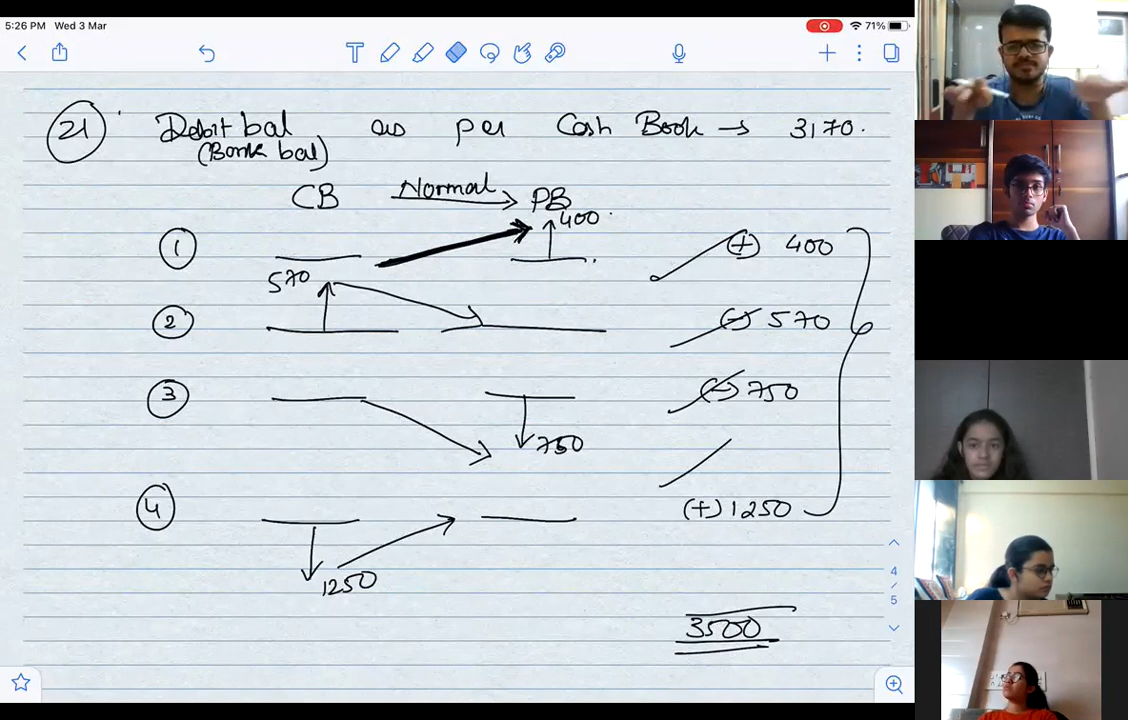 5:26 PM Wed 3 Mar
71%
T
21 Debit bal as per Cash Book → 3170.
(Bank bal)
CB Normal PB
400
1 (+) 400
570
2 (-) 570
3 (-) 750
750
4 (+) 1250
1250
4
5
3500